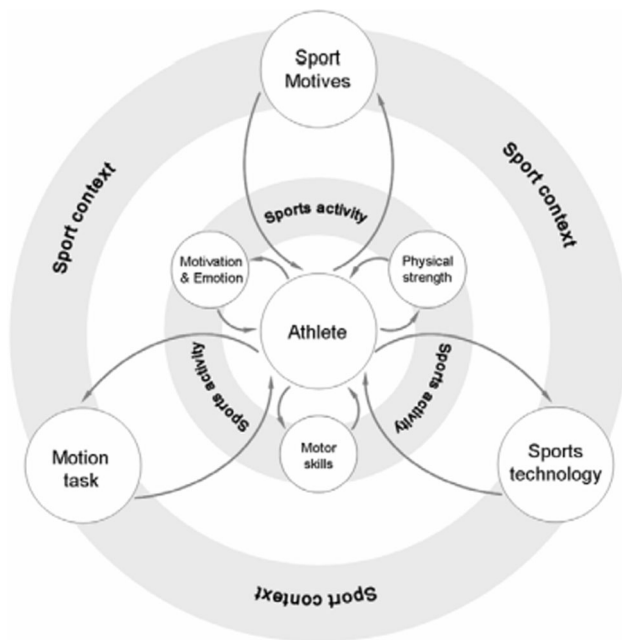 Sport
Motives
Sport context
Sport context
Sports activity
Motivation
& Emotion
Physical
strength
Athlete
Sports activity
Sports activity
Motor
skills
Motion
task
Sports
technology
Sport context